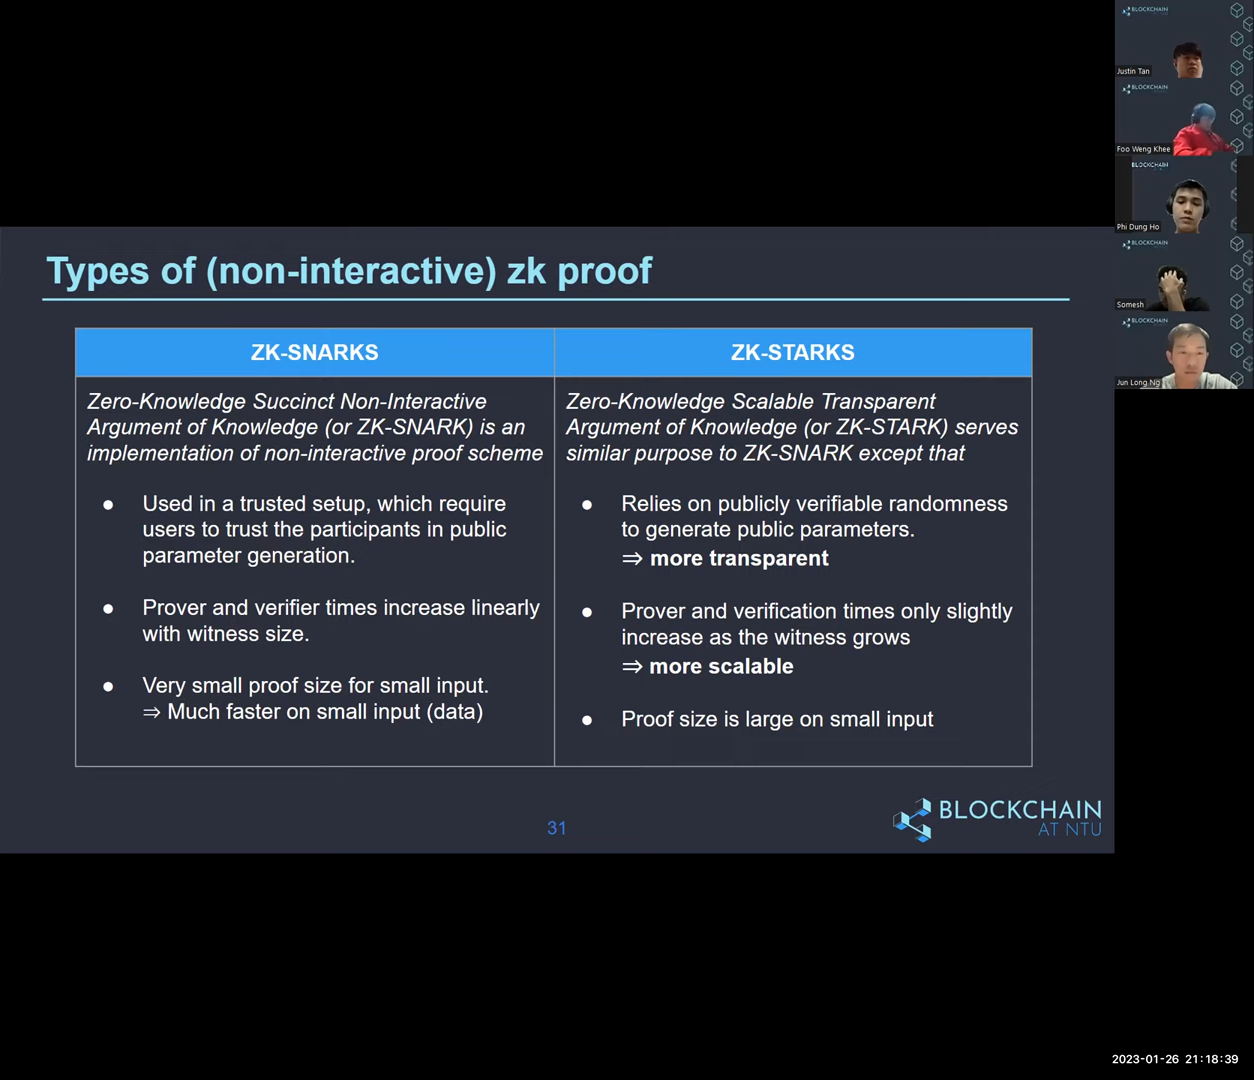 Types of (non-interactive) zk proof
ZK-SNARKS
Zero-Knowledge Succinct Non-Interactive
Argument of Knowledge (or ZK-SNARK) is an
implementation of non-interactive proof scheme
● Used in a trusted setup, which require
users to trust the participants in public
parameter generation.
● Prover and verifier times increase linearly
with witness size.
● Very small proof size for small input.
⇒ Much faster on small input (data)
ZK-STARKS
Zero-Knowledge Scalable Transparent
Argument of Knowledge (or ZK-STARK) serves
similar purpose to ZK-SNARK except that
● Relies on publicly verifiable randomness
to generate public parameters.
⇒ more transparent
● Prover and verification times only slightly
increase as the witness grows
⇒ more scalable
● Proof size is large on small input
31
BLOCKCHAIN
AT NTU
BLOCKCHAIN
Justin Tan
BLOCKCHAIN
Foo Weng Khee
BLOCKCHAIN
Phi Dung Ho
BLOCKCHAIN
Somesh
BLOCKCHAIN
Jun Long Ng
2023-01-26 21:18:39